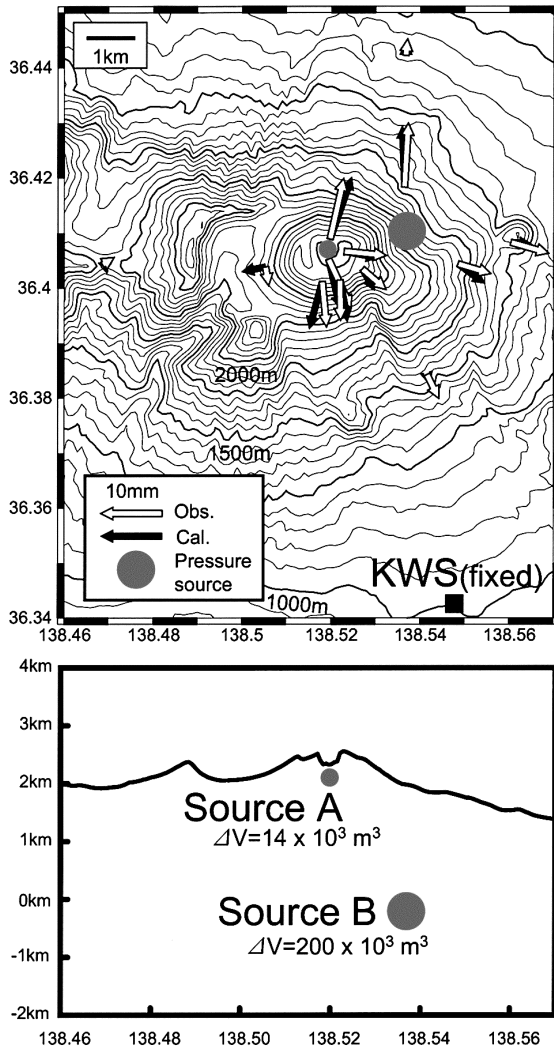 1km
36.44
36.42
36.4
36.38
36.36
36.34
2000m
1500m
1000m
10mm
Obs.
Cal.
Pressure
source
KWS(fixed)
138.46 138.48 138.5 138.52 138.54 138.56
4km
3km
2km
1km
0km
-1km
-2km
Source A
⊿V=14 x 10³ m³
Source B
⊿V=200 x 10³ m³
138.46 138.48 138.50 138.52 138.54 138.56